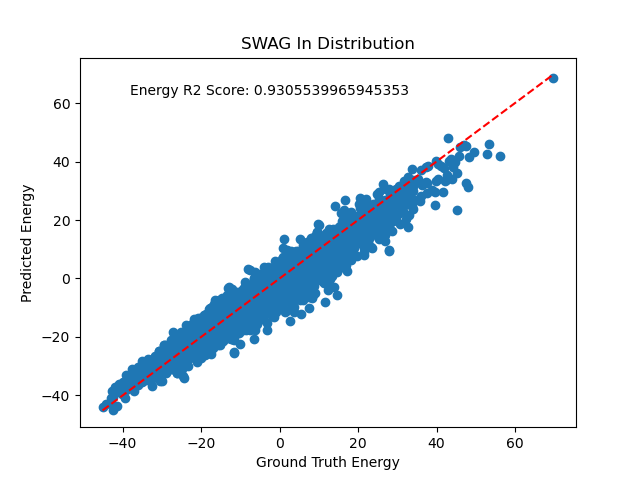 SWAG In Distribution
Energy R2 Score: 0.9305539965945353
Predicted Energy
60
40
20
0
−20
−40
−40 −20 0 20 40 60
Ground Truth Energy